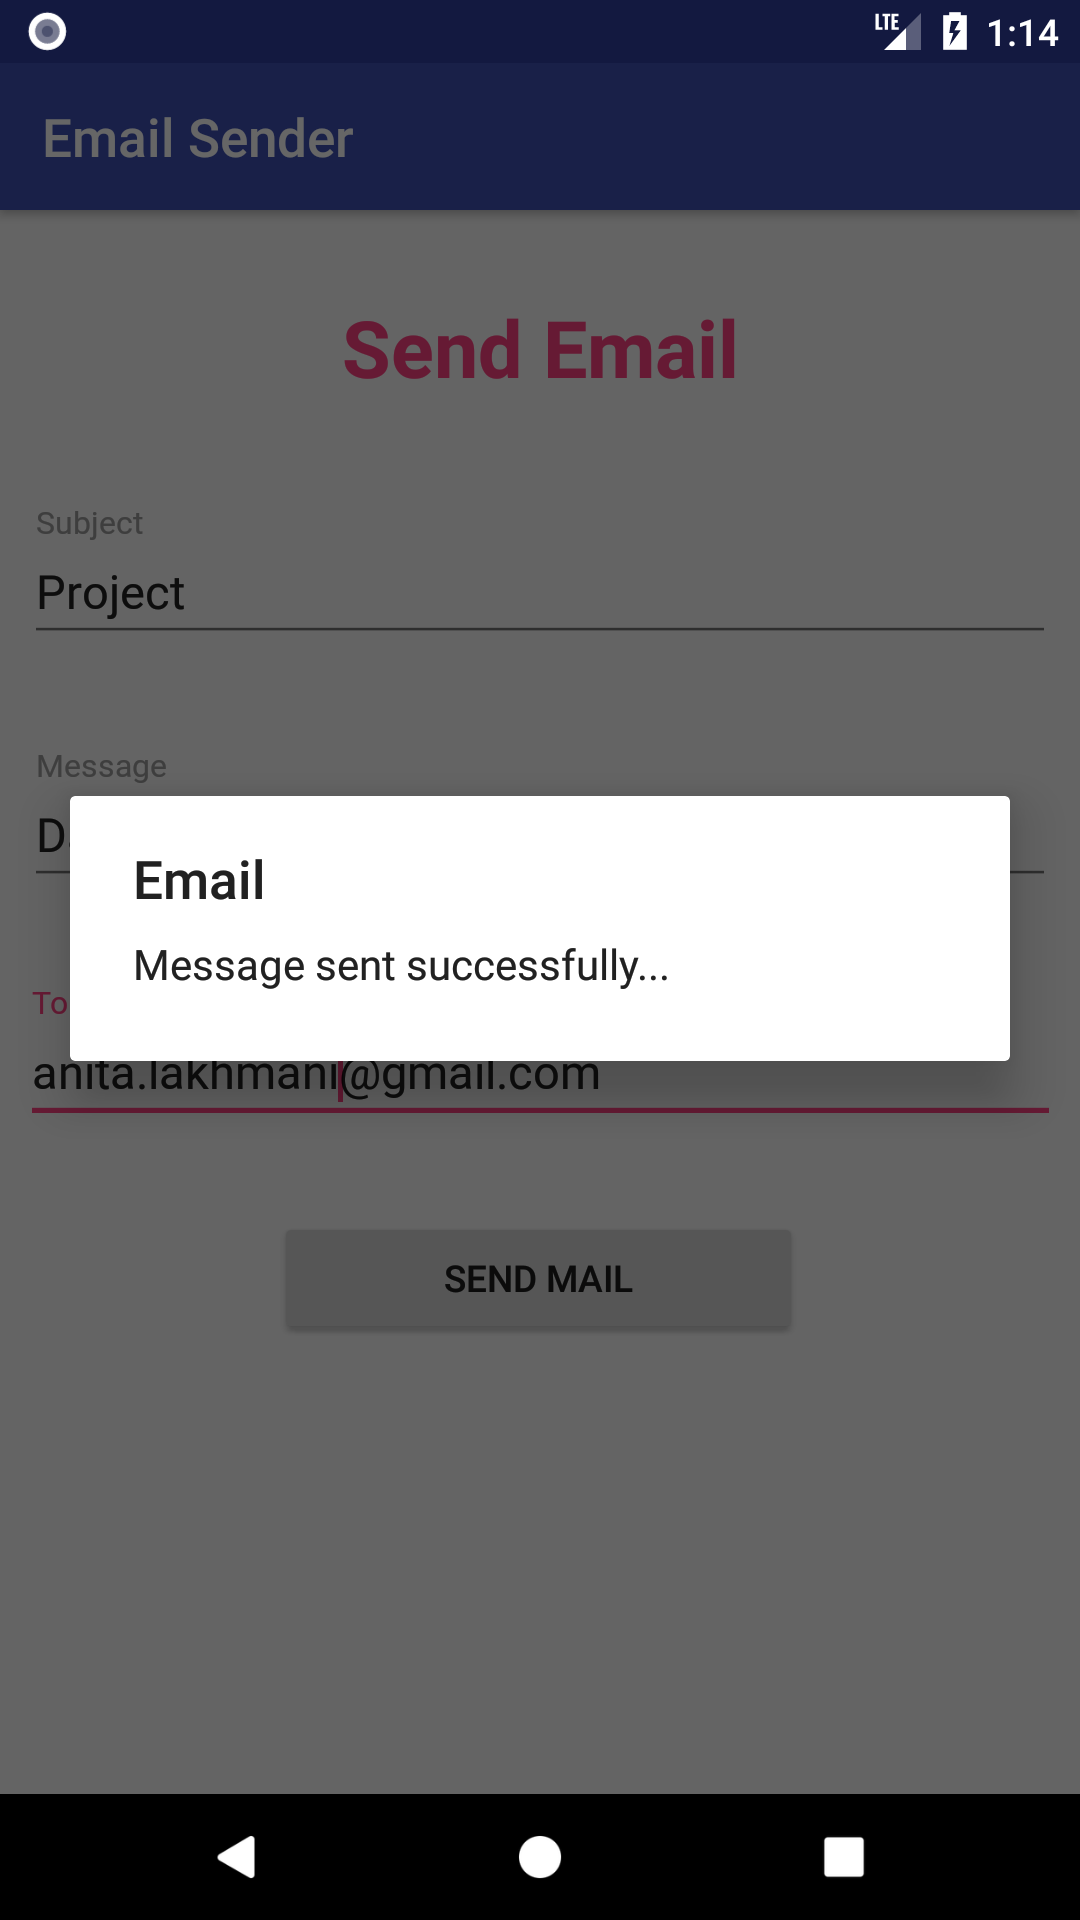 LTE 1:14
Email Sender
Send Email
Subject
Project
Message
Email
Message sent successfully...
To
anita.lakhmani@gmail.com
SEND MAIL